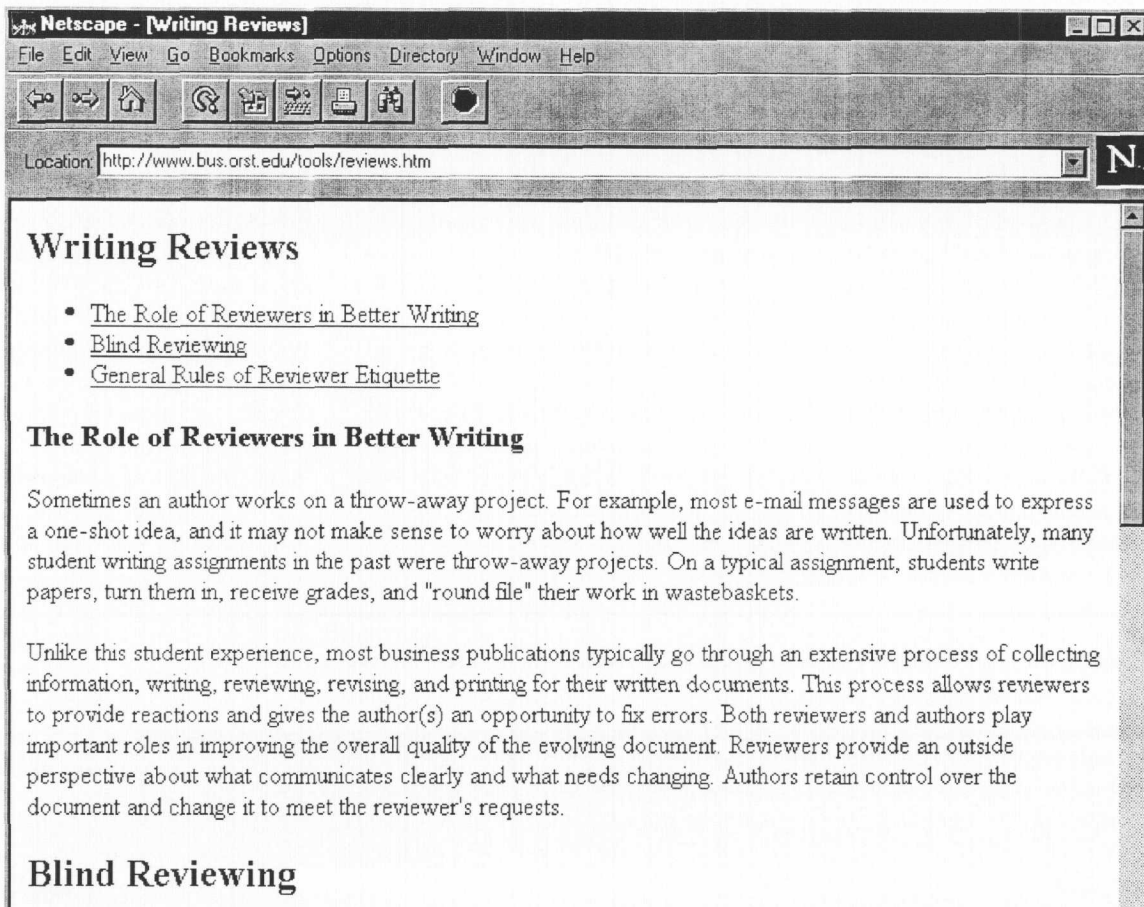 Netscape - [Writing Reviews]
File Edit View Go Bookmarks Options Directory Window Help
Location: http://www.bus.orst.edu/tools/reviews.htm
N
Writing Reviews
• The Role of Reviewers in Better Writing
• Blind Reviewing
• General Rules of Reviewer Etiquette
The Role of Reviewers in Better Writing
Sometimes an author works on a throw-away project. For example, most e-mail messages are used to express
a one-shot idea, and it may not make sense to worry about how well the ideas are written. Unfortunately, many
student writing assignments in the past were throw-away projects. On a typical assignment, students write
papers, turn them in, receive grades, and "round file" their work in wastebaskets.
Unlike this student experience, most business publications typically go through an extensive process of collecting
information, writing, reviewing, revising, and printing for their written documents. This process allows reviewers
to provide reactions and gives the author(s) an opportunity to fix errors. Both reviewers and authors play
important roles in improving the overall quality of the evolving document. Reviewers provide an outside
perspective about what communicates clearly and what needs changing. Authors retain control over the
document and change it to meet the reviewer's requests.
Blind Reviewing